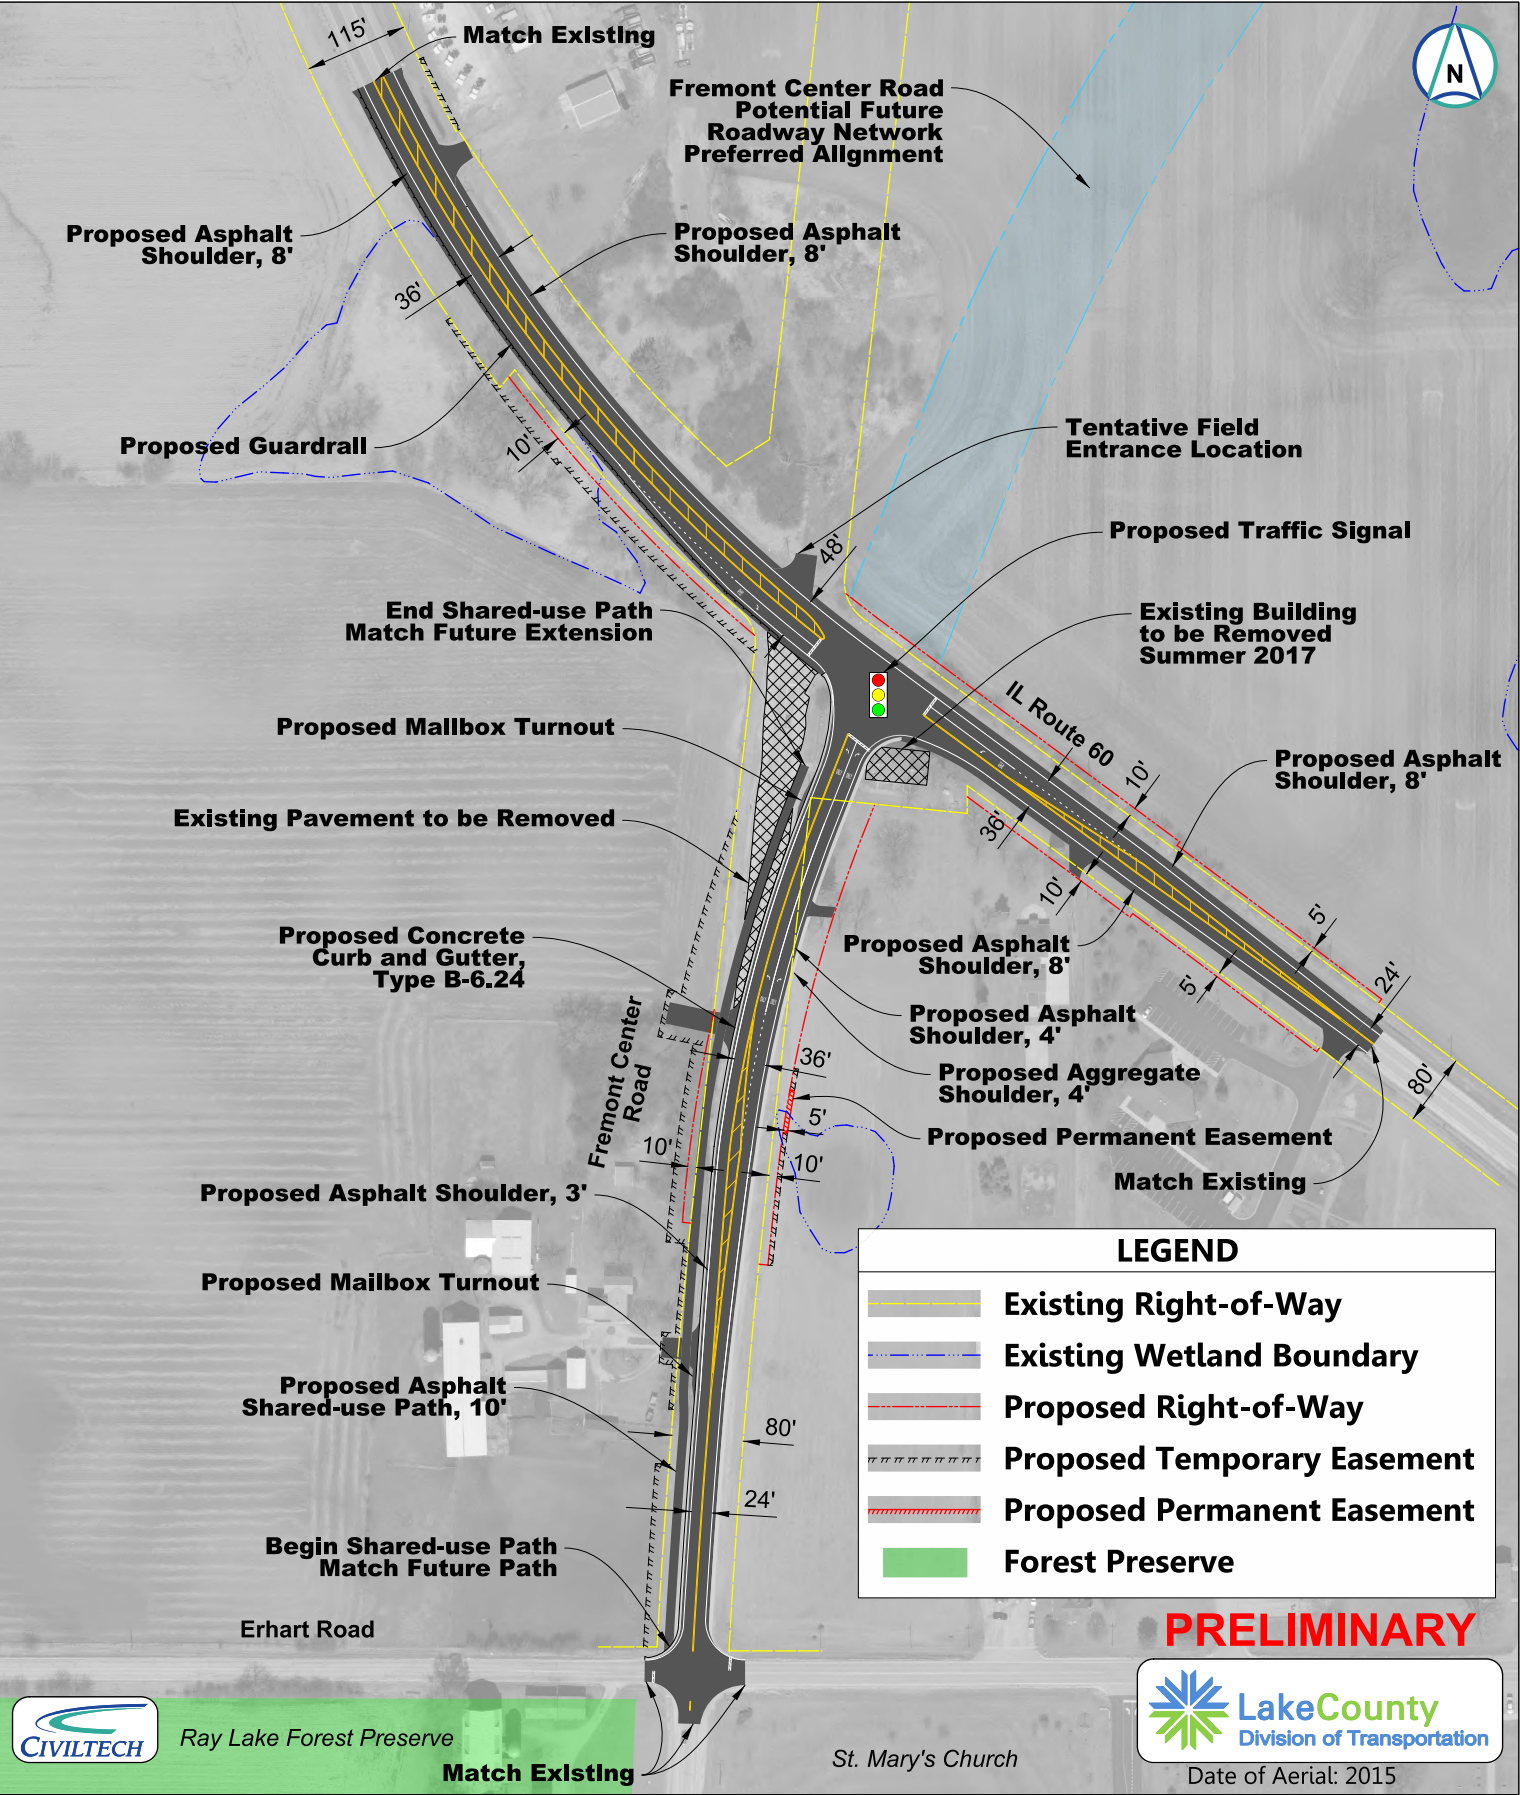 115'
Match Existing
N
Fremont Center Road
Potential Future
Roadway Network
Preferred Alignment
Proposed Asphalt
Shoulder, 8'
Proposed Asphalt
Shoulder, 8'
36'
Proposed Guardrail
10'
Tentative Field
Entrance Location
48'
Proposed Traffic Signal
End Shared-use Path
Match Future Extension
Existing Building
to be Removed
Summer 2017
IL Route 60
Proposed Mailbox Turnout
Proposed Asphalt
Shoulder, 8'
10'
36'
Existing Pavement to be Removed
10'
5'
Proposed Concrete
Curb and Gutter,
Type B-6.24
Proposed Asphalt
Shoulder, 8'
5'
24'
Proposed Asphalt
Shoulder, 4'
Fremont Center
Road
36'
Proposed Aggregate
Shoulder, 4'
80'
5'
Proposed Permanent Easement
10'
10'
Match Existing
Proposed Asphalt Shoulder, 3'
Proposed Mailbox Turnout
Proposed Asphalt
Shared-use Path, 10'
80'
24'
Begin Shared-use Path
Match Future Path
Erhart Road
LEGEND
Existing Right-of-Way
Existing Wetland Boundary
Proposed Right-of-Way
Proposed Temporary Easement
Proposed Permanent Easement
Forest Preserve
PRELIMINARY
CIVILTECH
Ray Lake Forest Preserve
Match Existing
St. Mary's Church
LakeCounty
Division of Transportation
Date of Aerial: 2015